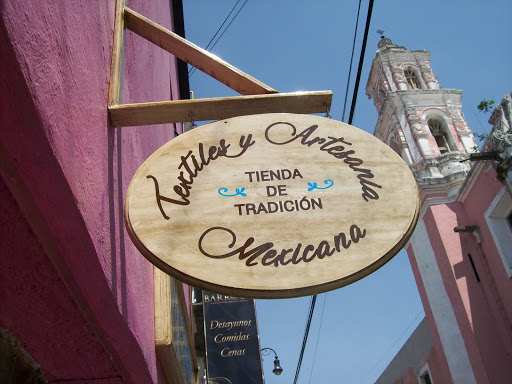 Textiles y Artesanía
TIENDA
DE
TRADICIÓN
Mexicana
Desayunos
Comidas
Cenas